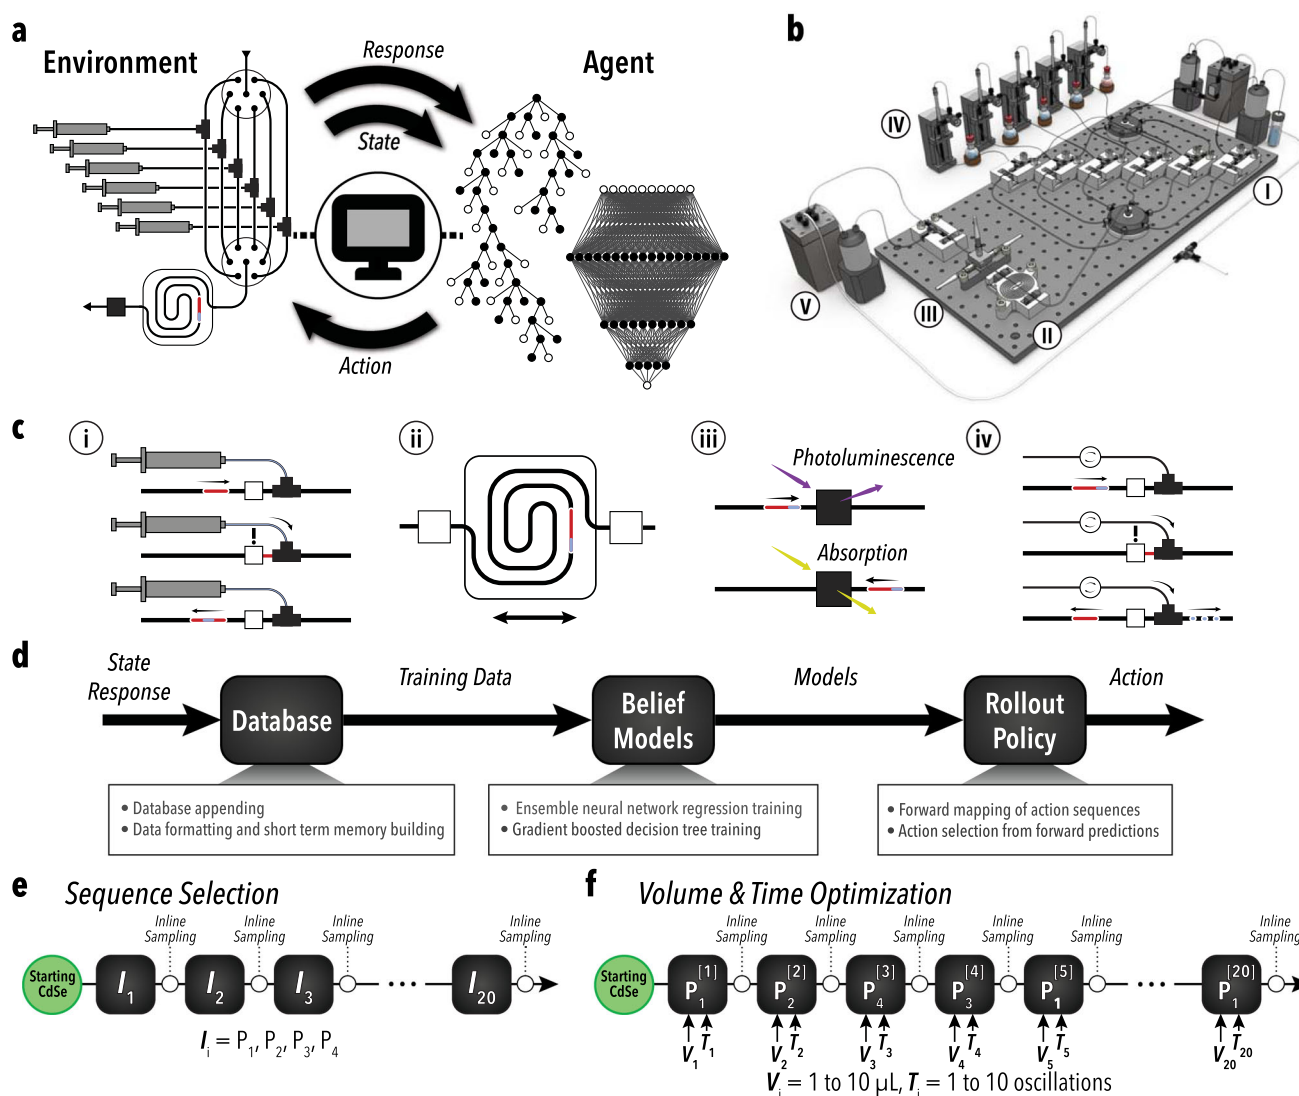 a
Environment
Response
State
Agent
Action
b
IV
I
V
III
II
c
i
ii
iii
Photoluminescence
Absorption
iv
!
!
d
State
Response
Training Data
Models
Action
Database
Belief
Models
Rollout
Policy
• Database appending
• Data formatting and short term memory building
• Ensemble neural network regression training
• Gradient boosted decision tree training
• Forward mapping of action sequences
• Action selection from forward predictions
e
Sequence Selection
Inline
Sampling
Inline
Sampling
Inline
Sampling
Inline
Sampling
Starting
CdSe
I1
I2
I3
• • •
I20
Ii = P1, P2, P3, P4
f
Volume & Time Optimization
Inline
Sampling
Inline
Sampling
Inline
Sampling
Inline
Sampling
Inline
Sampling
Inline
Sampling
Starting
CdSe
P1[1]
P2[2]
P4[3]
P3[4]
P1[5]
• • •
P1[20]
V1 T1
V2 T2
V3 T3
V4 T4
V5 T5
V20 T20
Vi = 1 to 10 µL, Ti = 1 to 10 oscillations